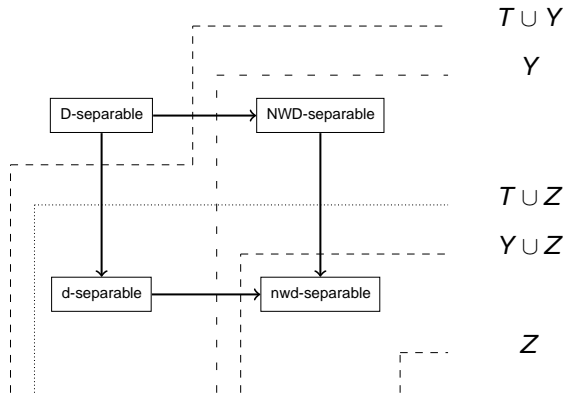 T ∪ Y
Y
D-separable
NWD-separable
T ∪ Z
Y ∪ Z
d-separable
nwd-separable
Z